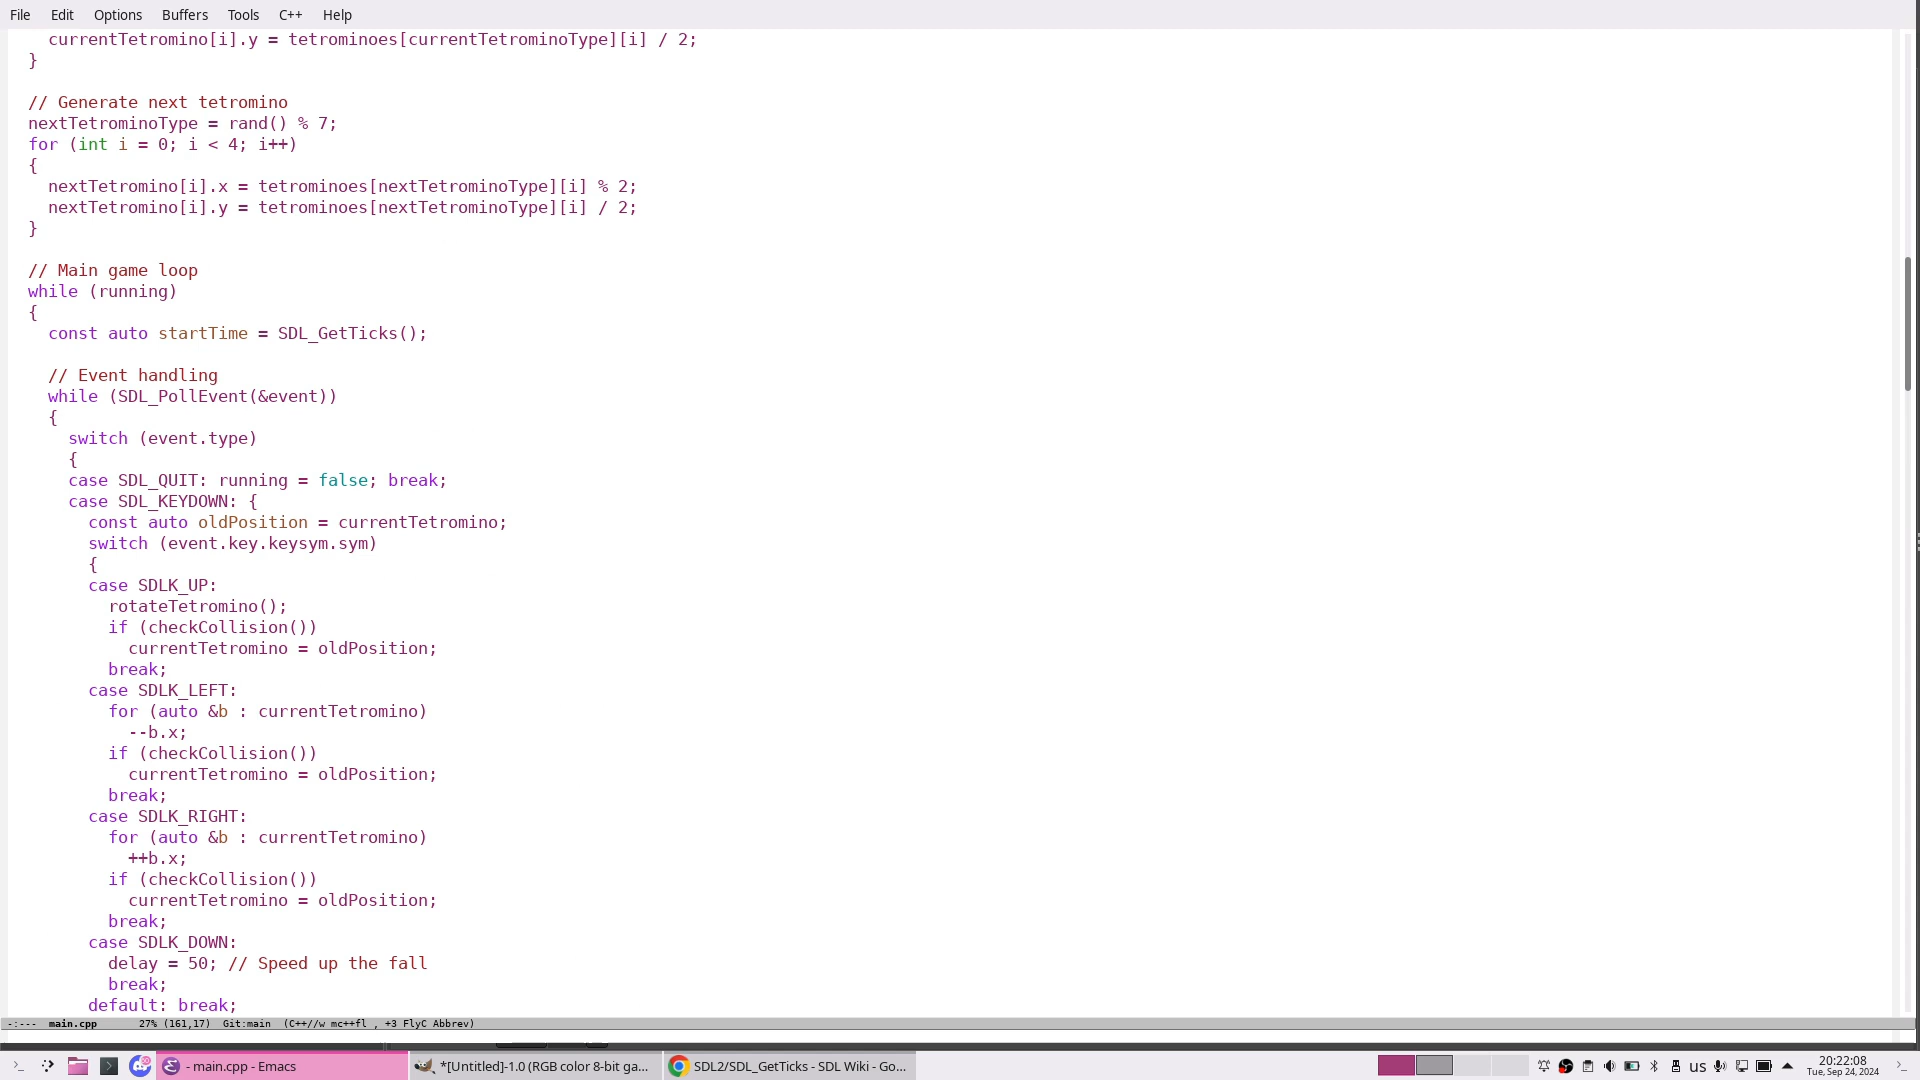 File Edit Options Buffers Tools C++ Help
currentTetromino[i].y = tetrominoes[currentTetrominoType][i] / 2;
}
// Generate next tetromino
nextTetrominoType = rand() % 7;
for (int i = 0; i < 4; i++)
{
nextTetromino[i].x = tetrominoes[nextTetrominoType][i] % 2;
nextTetromino[i].y = tetrominoes[nextTetrominoType][i] / 2;
}
// Main game loop
while (running)
{
const auto startTime = SDL_GetTicks();
// Event handling
while (SDL_PollEvent(&event))
{
switch (event.type)
{
case SDL_QUIT: running = false; break;
case SDL_KEYDOWN: {
const auto oldPosition = currentTetromino;
switch (event.key.keysym.sym)
{
case SDLK_UP:
rotateTetromino();
if (checkCollision())
currentTetromino = oldPosition;
break;
case SDLK_LEFT:
for (auto &b : currentTetromino)
--b.x;
if (checkCollision())
currentTetromino = oldPosition;
break;
case SDLK_RIGHT:
for (auto &b : currentTetromino)
++b.x;
if (checkCollision())
currentTetromino = oldPosition;
break;
case SDLK_DOWN:
delay = 50; // Speed up the fall
break;
default: break;
-:--- main.cpp 27% (161,17) Git:main (C++//w mc++fl , +3 FlyC Abbrev)
- main.cpp - Emacs *[Untitled]-1.0 (RGB color 8-bit ga... SDL2/SDL_GetTicks - SDL Wiki - Go... us 20:22:08
Tue, Sep 24, 2024